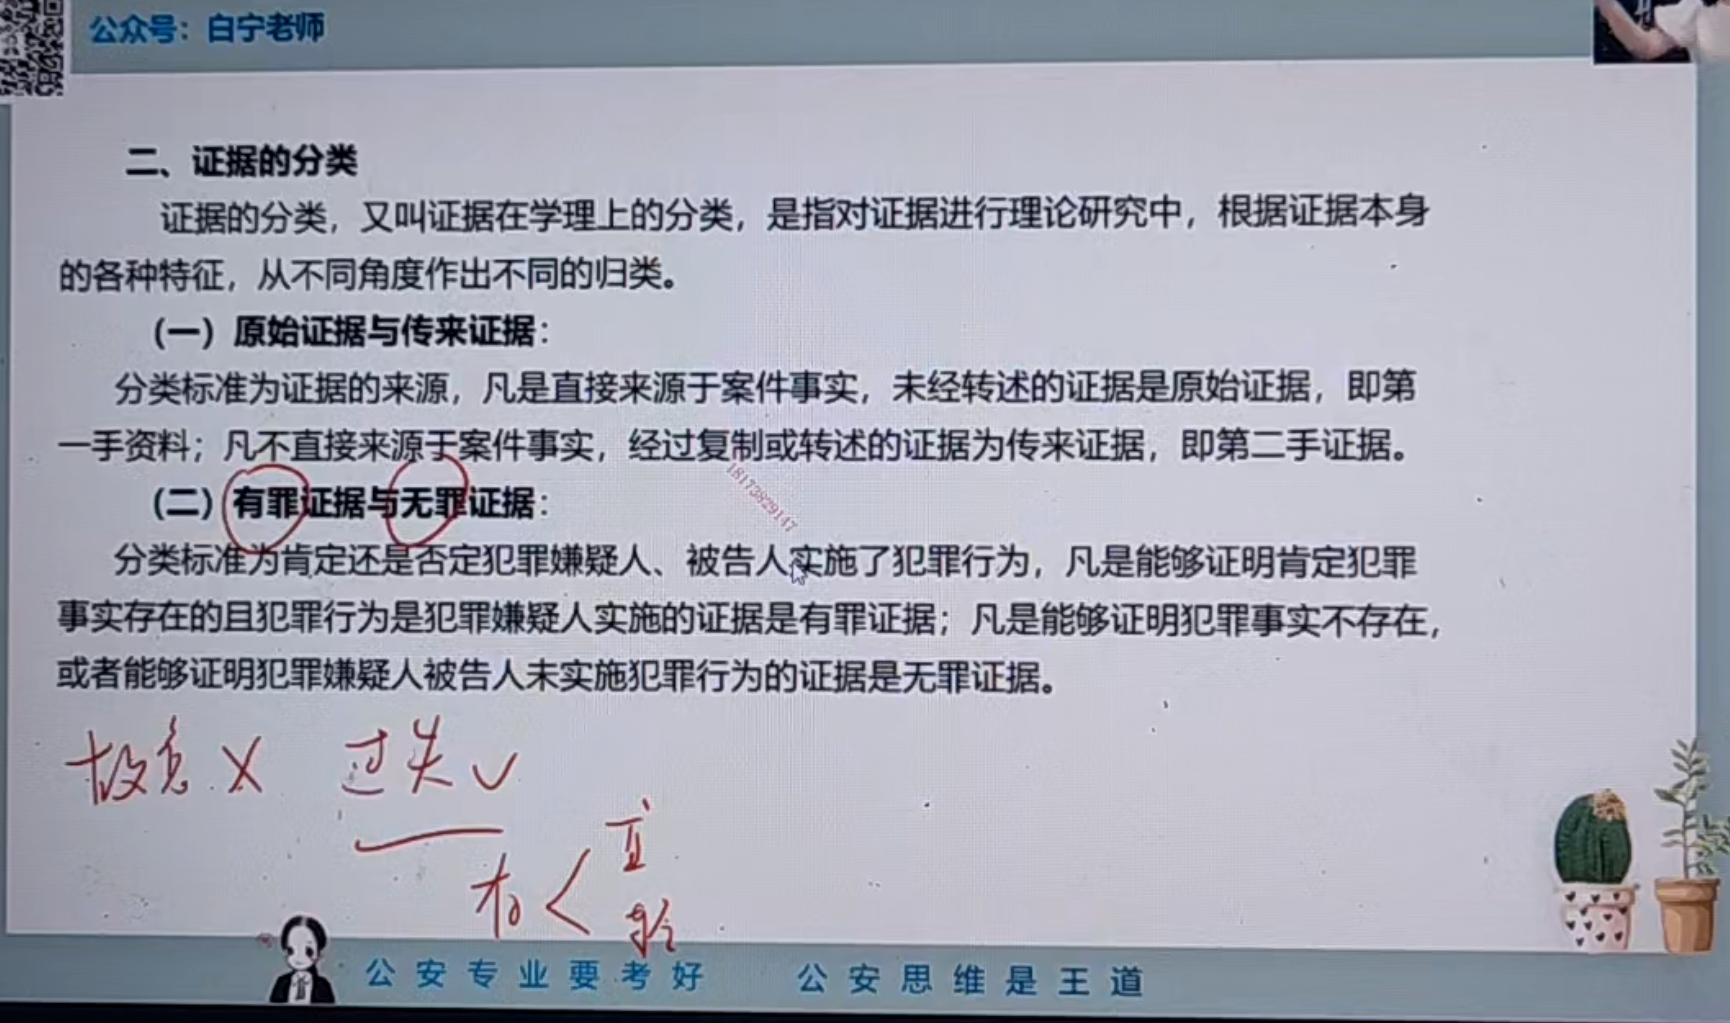 公众号：白宁老师
二、证据的分类
证据的分类，又叫证据在学理上的分类，是指对证据进行理论研究中，根据证据本身
的各种特征，从不同角度作出不同的归类。
（一）原始证据与传来证据：
分类标准为证据的来源，凡是直接来源于案件事实，未经转述的证据是原始证据，即第
一手资料；凡不直接来源于案件事实，经过复制或转述的证据为传来证据，即第二手证据。
18173829147
（二）有罪证据与无罪证据：
分类标准为肯定还是否定犯罪嫌疑人、被告人实施了犯罪行为，凡是能够证明肯定犯罪
事实存在的且犯罪行为是犯罪嫌疑人实施的证据是有罪证据；凡是能够证明犯罪事实不存在，
或者能够证明犯罪嫌疑人被告人未实施犯罪行为的证据是无罪证据。
故意 过失
有
公安专业要考好 公安思维是王道